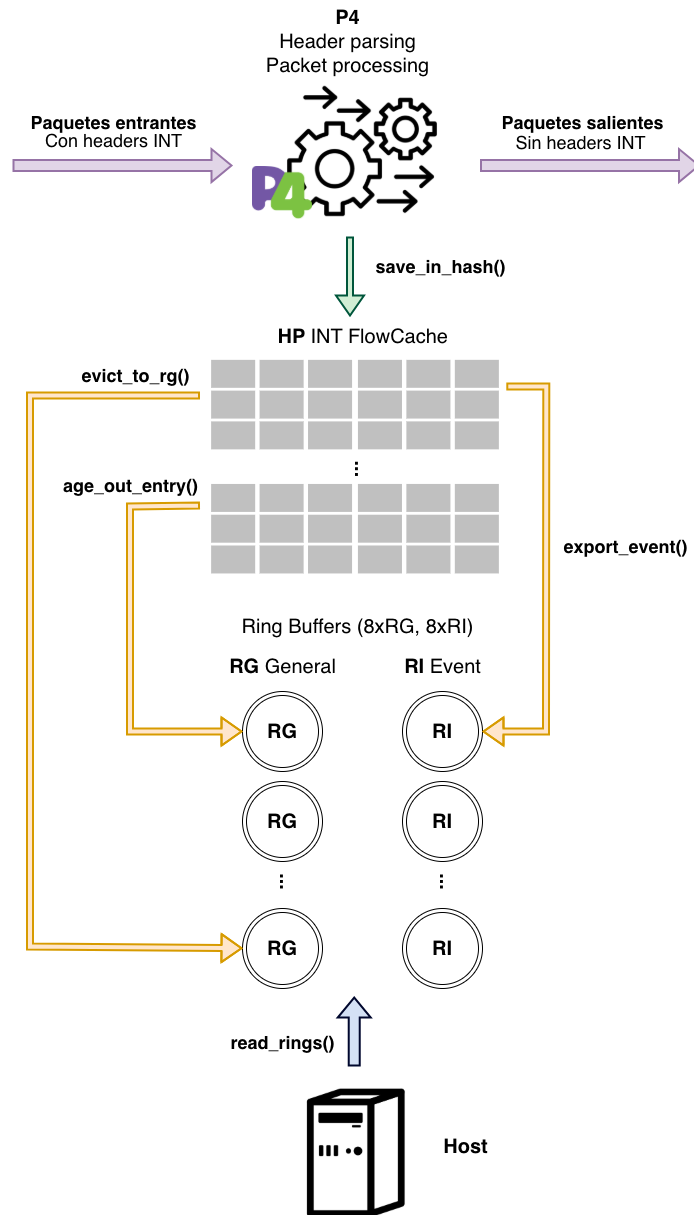 P4
Header parsing
Packet processing
Paquetes entrantes
Con headers INT
Paquetes salientes
Sin headers INT
P4
save_in_hash()
HP INT FlowCache
evict_to_rg()
age_out_entry()
export_event()
Ring Buffers (8xRG, 8xRI)
RG General
RI Event
RG
RI
RG
RI
RG
RI
read_rings()
Host